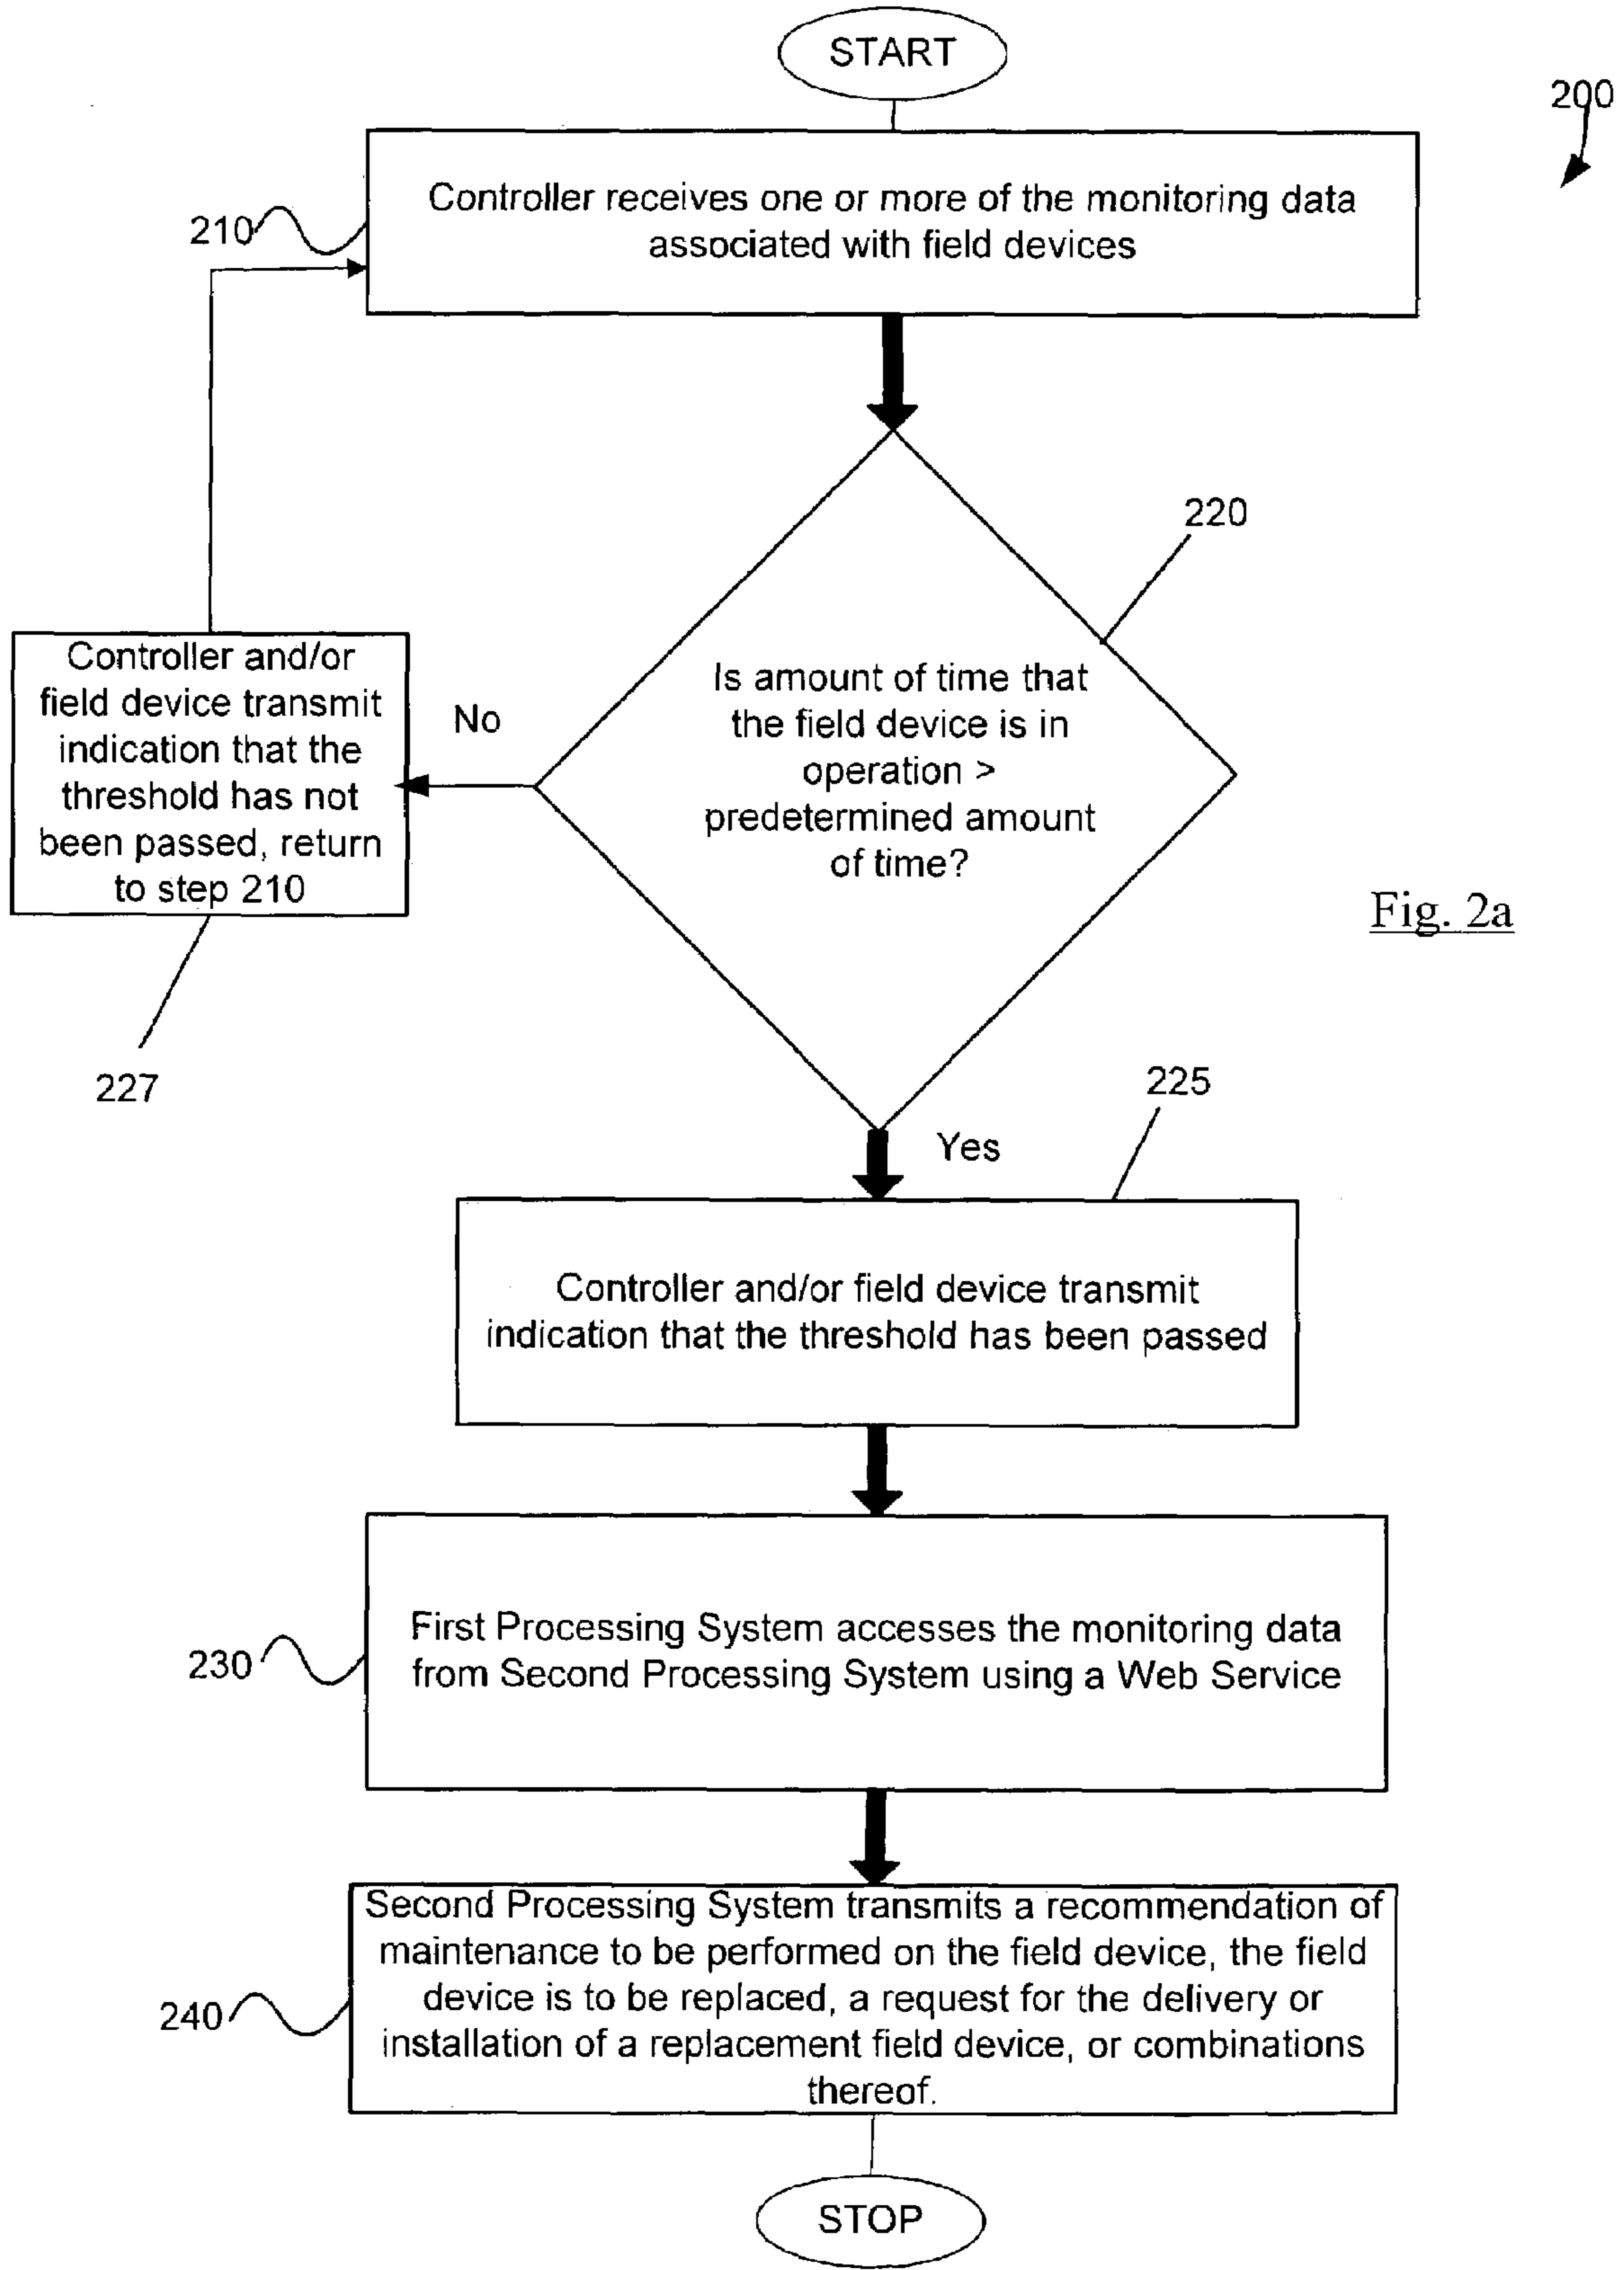 START
200
Controller receives one or more of the monitoring data
associated with field devices
210
220
Is amount of time that
the field device is in
operation >
predetermined amount
of time?
No
Controller and/or
field device transmit
indication that the
threshold has not
been passed, return
to step 210
227
Fig. 2a
Yes
225
Controller and/or field device transmit
indication that the threshold has been passed
First Processing System accesses the monitoring data
from Second Processing System using a Web Service
230
Second Processing System transmits a recommendation of
maintenance to be performed on the field device, the field
device is to be replaced, a request for the delivery or
installation of a replacement field device, or combinations
thereof.
240
STOP